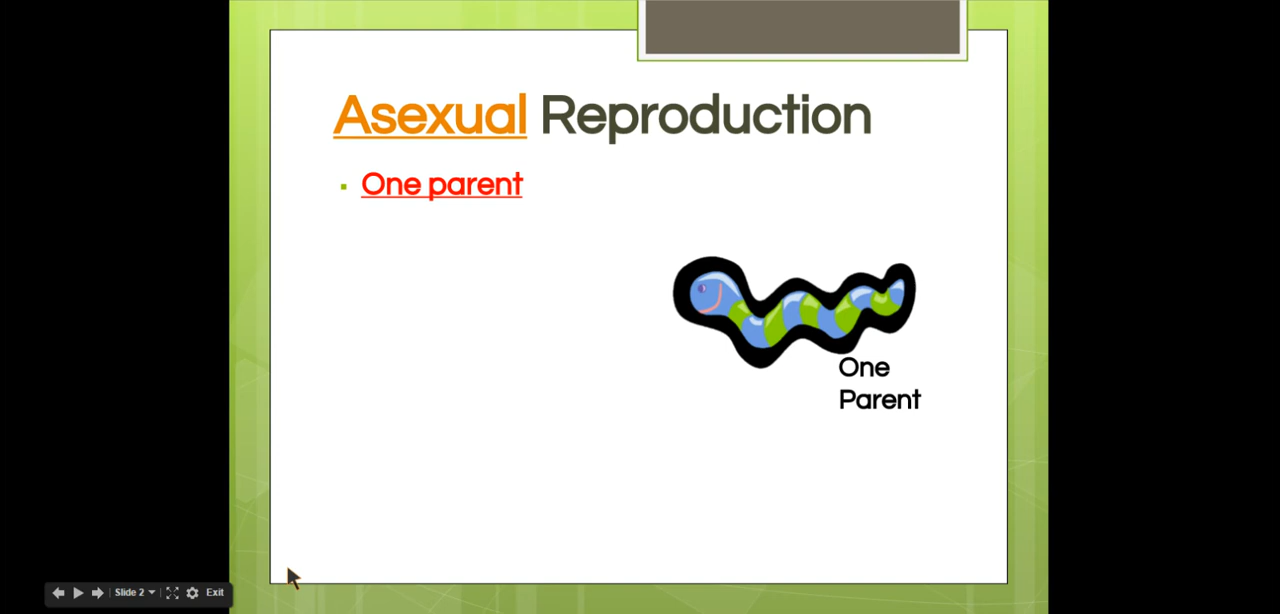 Asexual Reproduction
▪ One parent
One
Parent
Slide 2
Exit